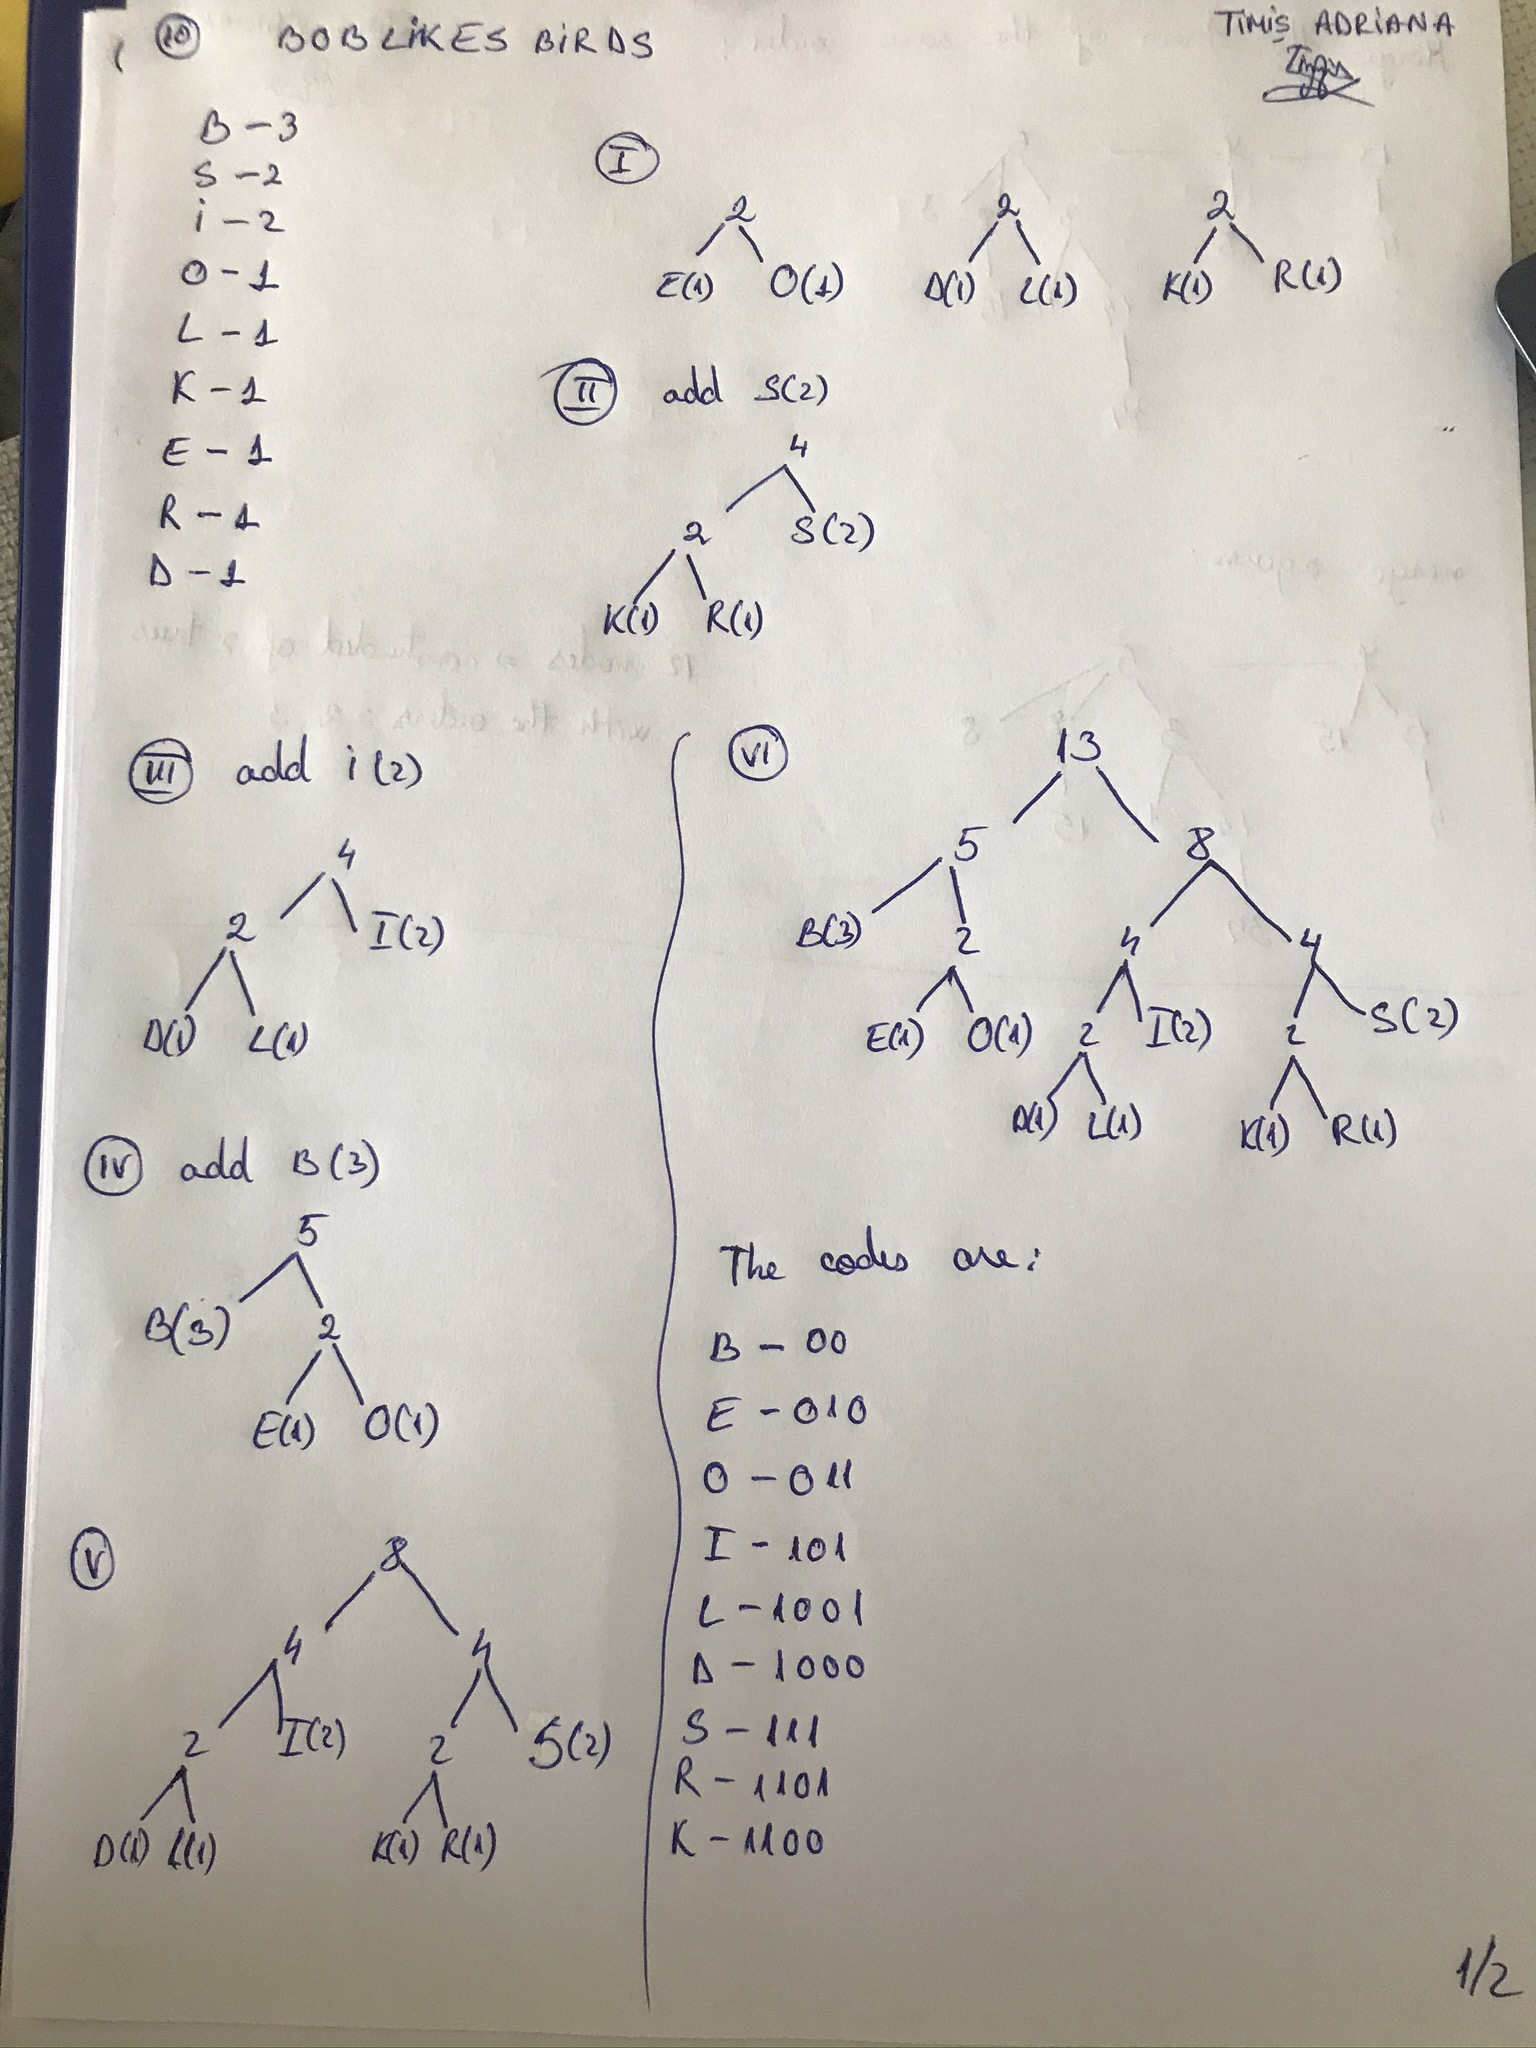 10 BOB LIKES BIRDS
TIMIȘ ADRIANA
B - 3
S - 2
i - 2
O - 1
L - 1
K - 1
E - 1
R - 1
D - 1
I
2 2 2
E(1) O(1) D(1) L(1) K(1) R(1)
II add S(2)
4
2 S(2)
K(1) R(1)
III add i(2)
4
2 I(2)
D(1) L(1)
IV add B(3)
5
B(3) 2
E(1) O(1)
V
8
4 4
2 I(2) 2 S(2)
D(1) L(1) K(1) R(1)
VI
13
5 8
B(3) 2 4 4
E(1) O(1) 2 I(2) 2 S(2)
D(1) L(1) K(1) R(1)
The codes are:
B - 00
E - 010
O - 011
I - 101
L - 1001
D - 1000
S - 111
R - 1101
K - 1100
1/2